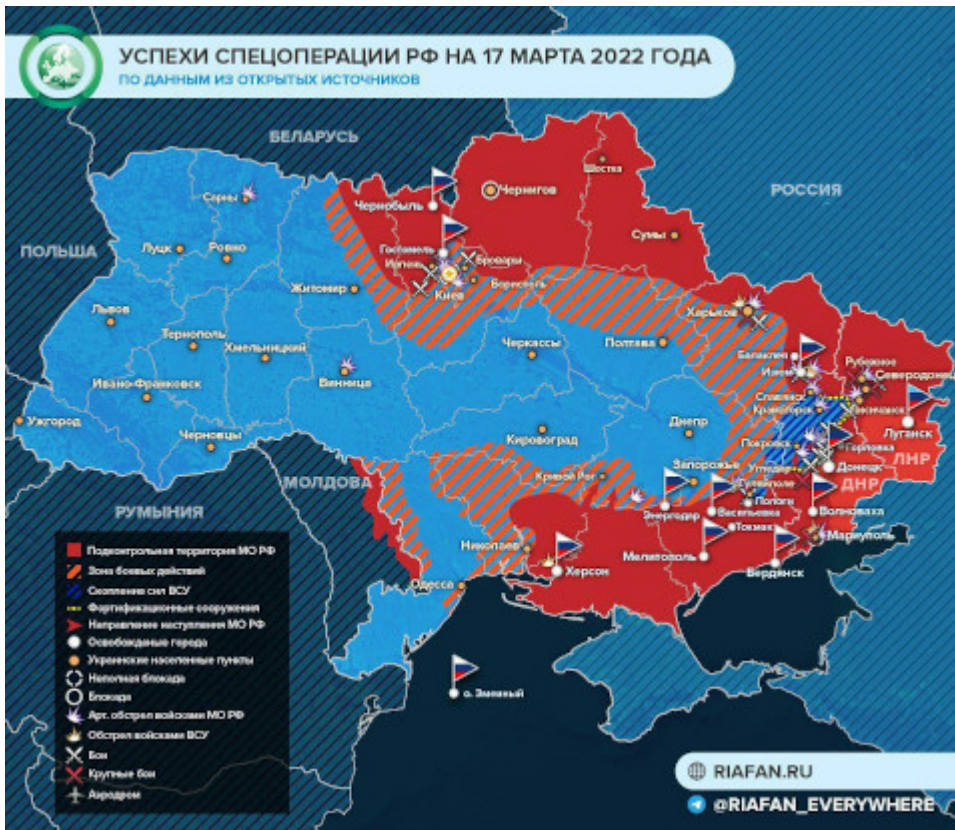 УСПЕХИ СПЕЦОПЕРАЦИИ РФ НА 17 МАРТА 2022 ГОДА
ПО ДАННЫМ ИЗ ОТКРЫТЫХ ИСТОЧНИКОВ
БЕЛАРУСЬ
РОССИЯ
ПОЛЬША
МОЛДОВА
РУМЫНИЯ
Шостка
Чернигов
Чернобыль
Сарны
Сумы
Луцк
Ровно
Гостомель
Ирпень
Бровари
Киев
Борисполь
Житомир
Харьков
Львов
Тернополь
Хмельницкий
Черкассы
Полтава
Балаклея
Изюм
Рубежное
Северодонецк
Винница
Ивано-Франковск
Славянск
Краматорск
Лисичанск
Ужгород
Черновцы
Кировоград
Днепр
Луганск
ЛНР
Покровск
Горловка
Запорожье
Угледар
Донецк
ДНР
Кривой Рог
Гуляйполе
Пологи
Энергодар
Васильевка
Волноваха
Токмак
Мариуполь
Николаев
Херсон
Мелитополь
Бердянск
Одесса
о. Змеиный
Подконтрольная территория МО РФ
Зона боевых действий
Скопление сил ВСУ
Фортификационные сооружения
Направление наступления МО РФ
Освобожденые города
Украинские населенные пункты
Неполная блокада
Блокада
Арт. обстрел войсками МО РФ
Обстрел войсками ВСУ
Бои
Крупные бои
Аэродром
RIAFAN.RU
@RIAFAN_EVERYWHERE